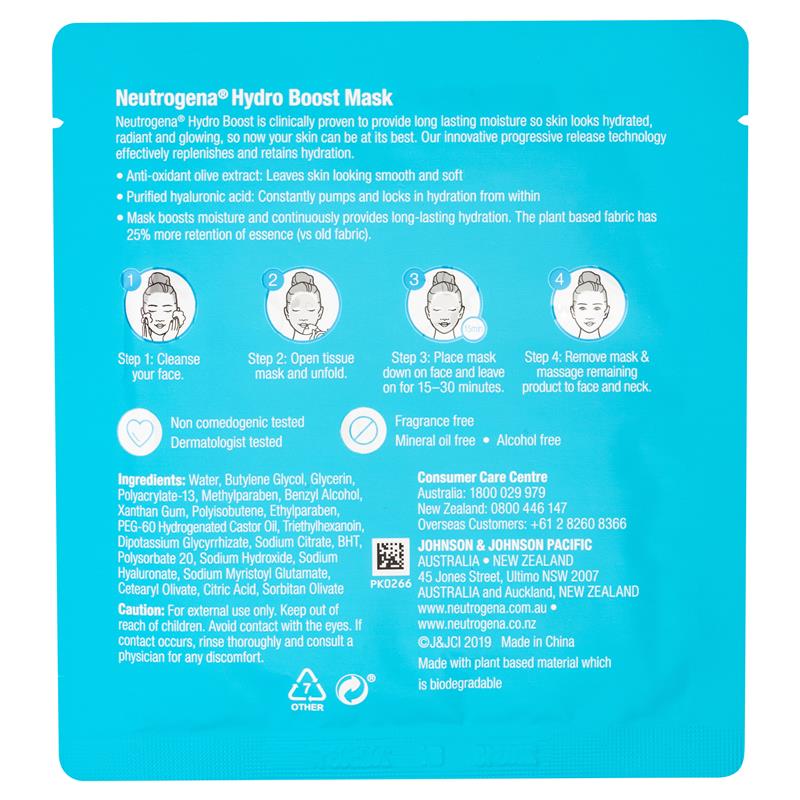 Neutrogena® Hydro Boost Mask
Neutrogena® Hydro Boost is clinically proven to provide long lasting moisture so skin looks hydrated,
radiant and glowing, so now your skin can be at its best. Our innovative progressive release technology
effectively replenishes and retains hydration.
• Anti-oxidant olive extract: Leaves skin looking smooth and soft
• Purified hyaluronic acid: Constantly pumps and locks in hydration from within
• Mask boosts moisture and continuously provides long-lasting hydration. The plant based fabric has
25% more retention of essence (vs old fabric).
1
2
3
15min
4
Step 1: Cleanse
your face.
Step 2: Open tissue
mask and unfold.
Step 3: Place mask
down on face and leave
on for 15–30 minutes.
Step 4: Remove mask &
massage remaining
product to face and neck.
Non comedogenic tested
Dermatologist tested
Fragrance free
Mineral oil free • Alcohol free
Ingredients: Water, Butylene Glycol, Glycerin,
Polyacrylate-13, Methylparaben, Benzyl Alcohol,
Xanthan Gum, Polyisobutene, Ethylparaben,
PEG-60 Hydrogenated Castor Oil, Triethylhexanoin,
Dipotassium Glycyrrhizate, Sodium Citrate, BHT,
Polysorbate 20, Sodium Hydroxide, Sodium
Hyaluronate, Sodium Myristoyl Glutamate,
Cetearyl Olivate, Citric Acid, Sorbitan Olivate
Caution: For external use only. Keep out of
reach of children. Avoid contact with the eyes. If
contact occurs, rinse thoroughly and consult a
physician for any discomfort.
7
OTHER
®
PK0266
Consumer Care Centre
Australia: 1800 029 979
New Zealand: 0800 446 147
Overseas Customers: +61 2 8260 8366
JOHNSON & JOHNSON PACIFIC
AUSTRALIA • NEW ZEALAND
45 Jones Street, Ultimo NSW 2007
AUSTRALIA and Auckland, NEW ZEALAND
www.neutrogena.com.au •
www.neutrogena.co.nz
©J&JCI 2019 Made in China
Made with plant based material which
is biodegradable